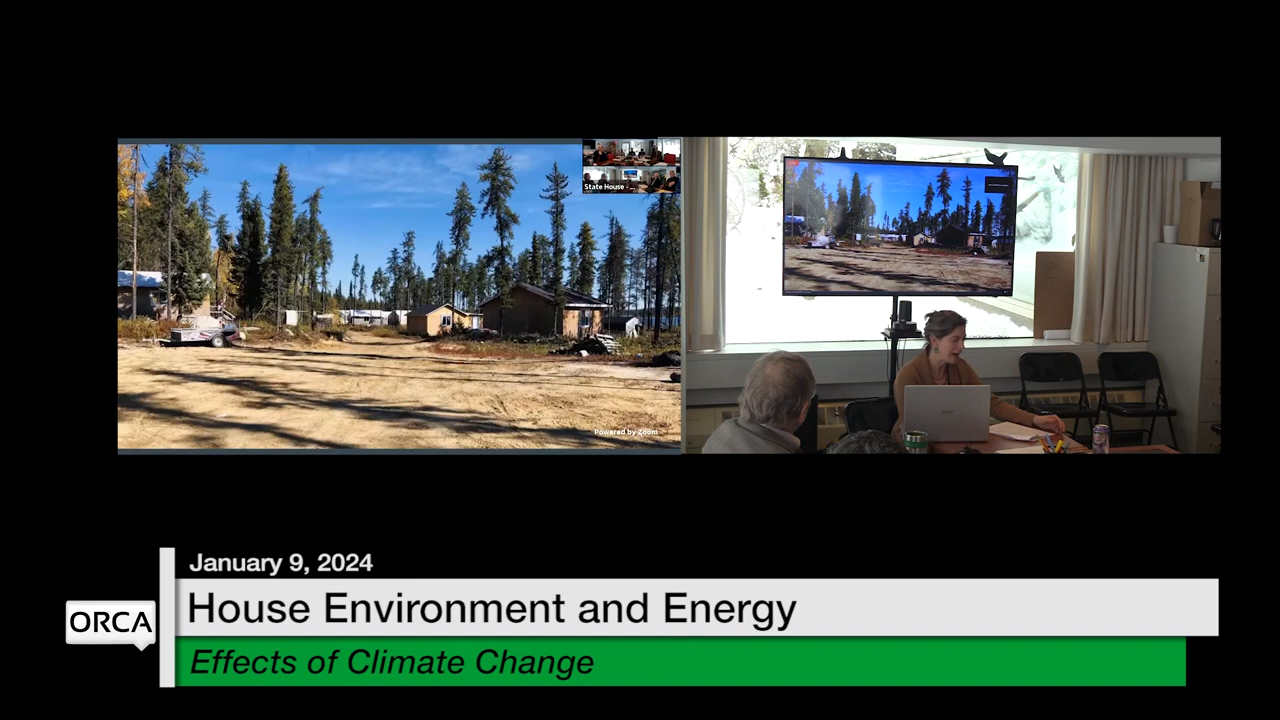 State House - ...
Powered by Zoom
January 9, 2024
House Environment and Energy
ORCA
Effects of Climate Change